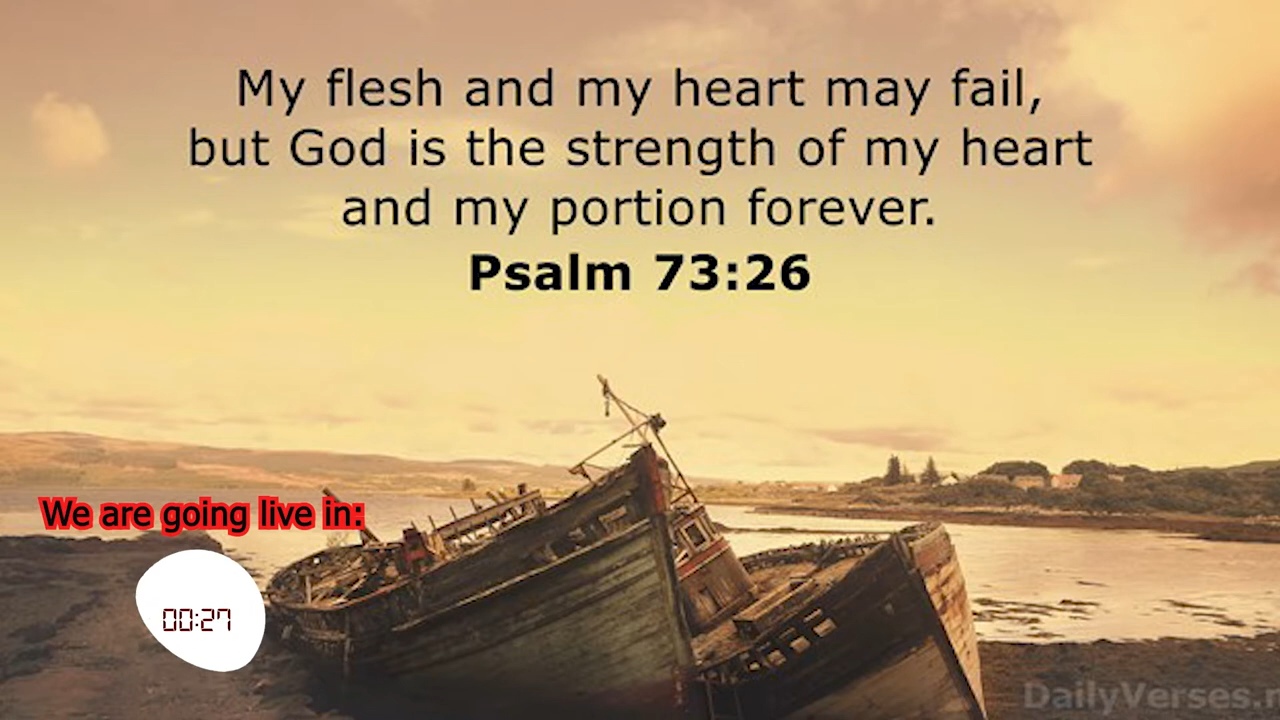 My flesh and my heart may fail,
but God is the strength of my heart
and my portion forever.
Psalm 73:26
We are going live in:
00:27
DailyVerses.n